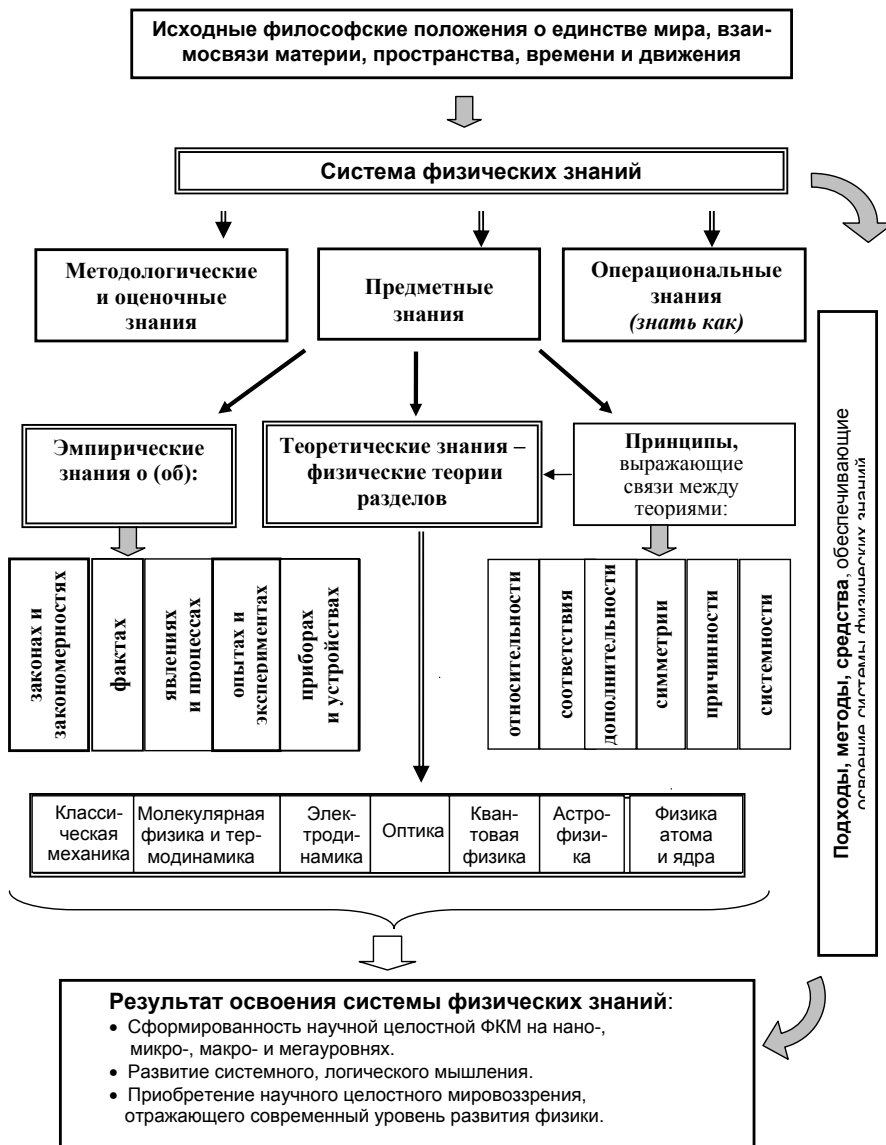 Исходные философские положения о единстве мира, взаи-
мосвязи материи, пространства, времени и движения
Система физических знаний
Методологические
и оценочные
знания
Предметные
знания
Операциональные
знания
(знать как)
Эмпирические
знания о (об):
Теоретические знания –
физические теории
разделов
Принципы,
выражающие
связи между
теориями:
законах и
закономерностях
фактах
явлениях
и процессах
опытах и
экспериментах
приборах
и устройствах
относительности
соответствия
дополнительности
симметрии
причинности
системности
Подходы, методы, средства, обеспечивающие
освоение системы физических знаний
Класси-
ческая
механика
Молекулярная
физика и тер-
модинамика
Элек-
троди-
намика
Оптика
Кван-
товая
физика
Астро-
физи-
ка
Физика
атома
и ядра
Результат освоения системы физических знаний:
• Сформированность научной целостной ФКМ на нано-,
микро-, макро- и мегауровнях.
• Развитие системного, логического мышления.
• Приобретение научного целостного мировоззрения,
отражающего современный уровень развития физики.